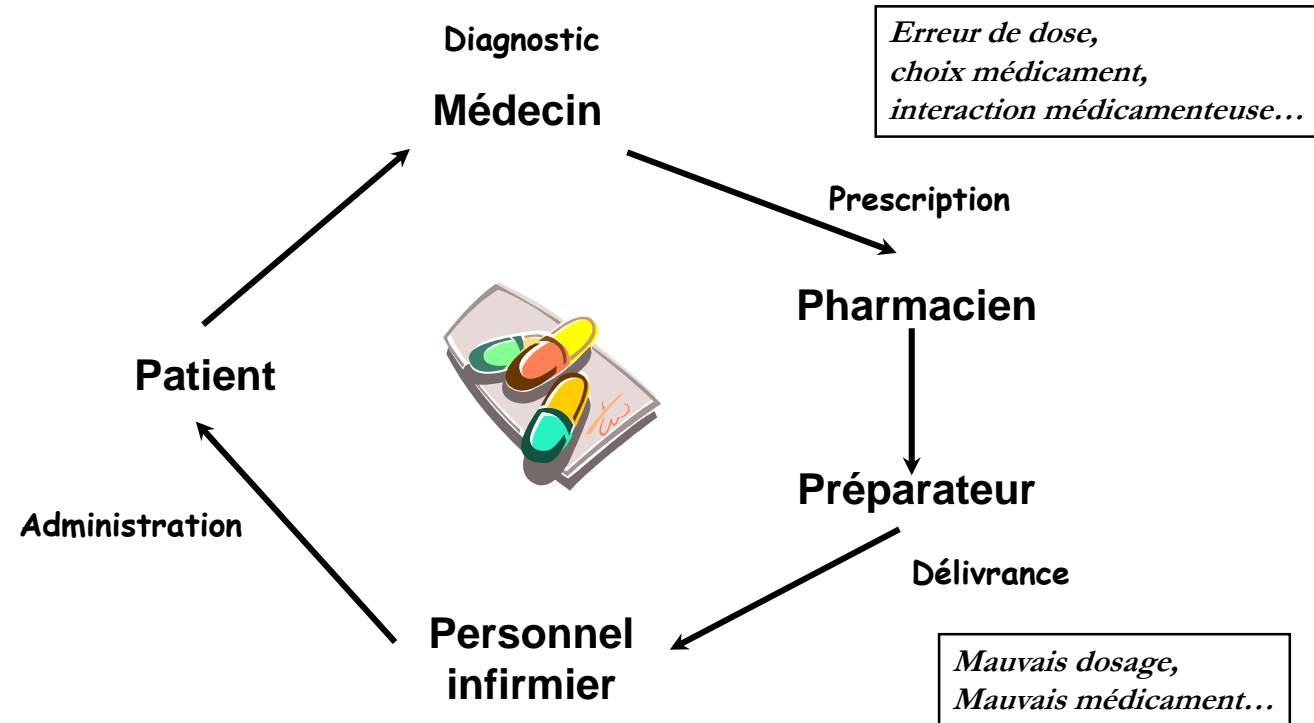 Diagnostic
Médecin
Erreur de dose,
choix médicament,
interaction médicamenteuse…
Prescription
Pharmacien
Patient
Préparateur
Administration
Délivrance
Personnel
infirmier
Mauvais dosage,
Mauvais médicament…